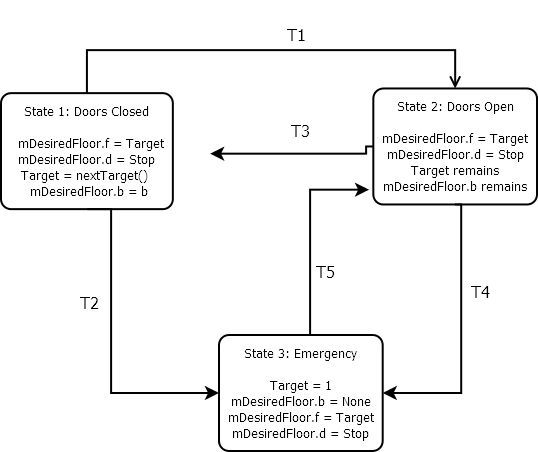 T1
State 1: Doors Closed
mDesiredFloor.f = Target
mDesiredFloor.d = Stop
Target = nextTarget()
mDesiredFloor.b = b
State 2: Doors Open
mDesiredFloor.f = Target
mDesiredFloor.d = Stop
Target remains
mDesiredFloor.b remains
T3
T2
T5
T4
State 3: Emergency
Target = 1
mDesiredFloor.b = None
mDesiredFloor.f = Target
mDesiredFloor.d = Stop